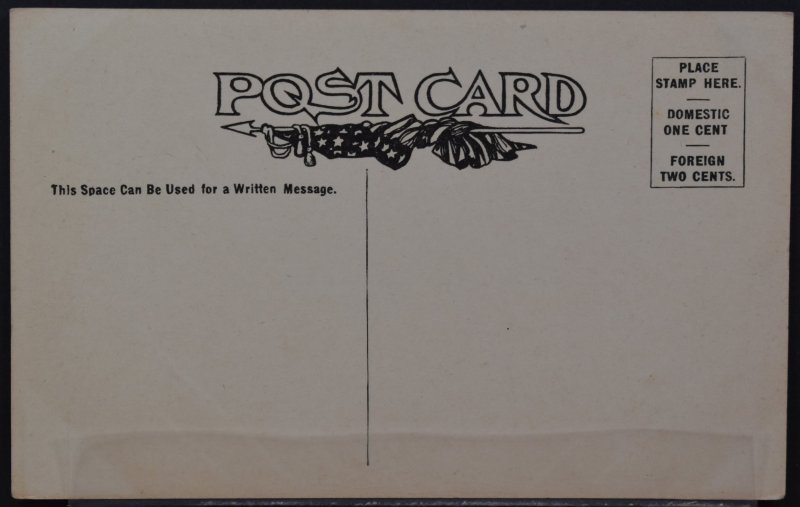 POST CARD
PLACE
STAMP HERE.
DOMESTIC
ONE CENT
FOREIGN
TWO CENTS.
This Space Can Be Used for a Written Message.